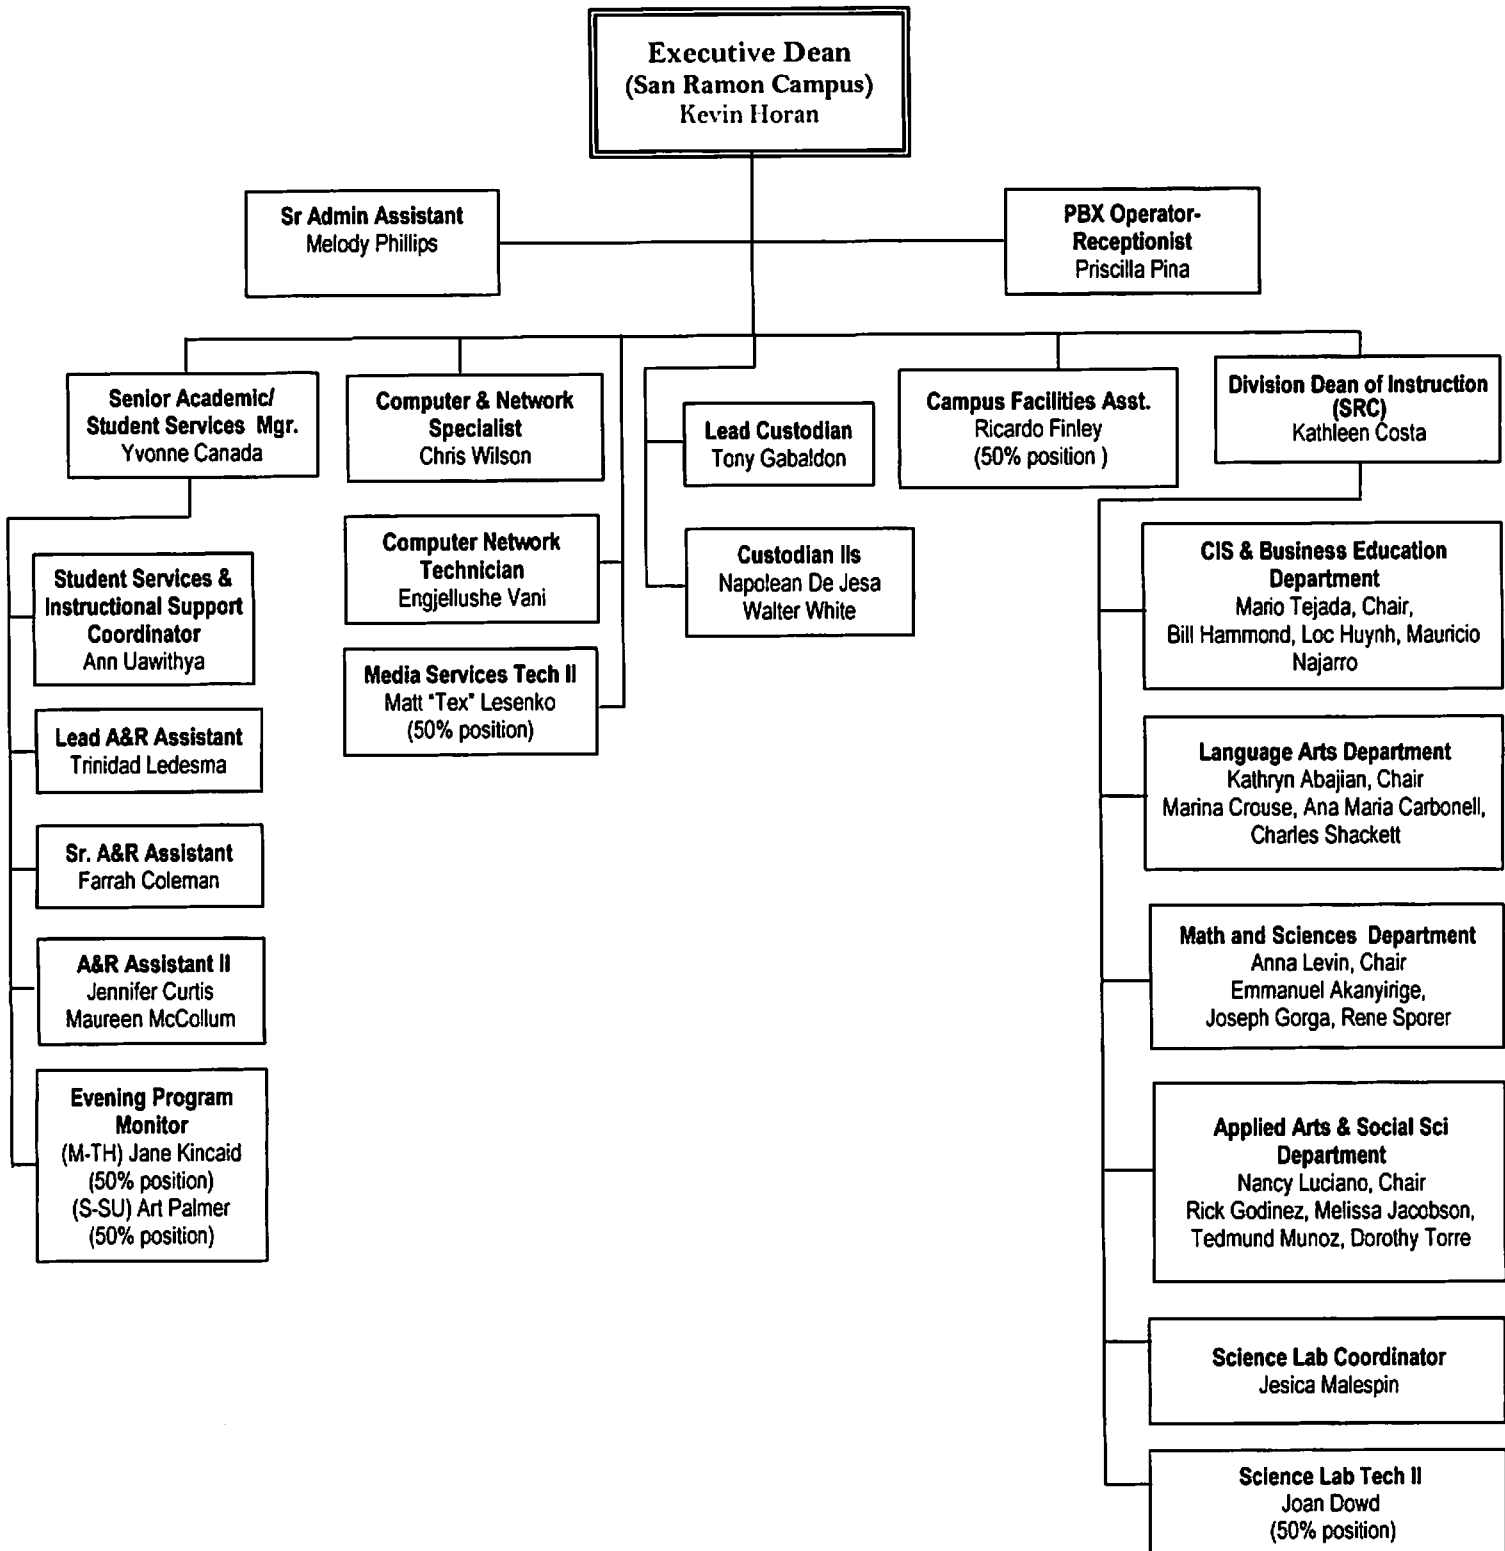 Executive Dean
(San Ramon Campus)
Kevin Horan
Sr Admin Assistant
Melody Phillips
PBX Operator-
Receptionist
Priscilla Pina
Senior Academic/
Student Services Mgr.
Yvonne Canada
Student Services &
Instructional Support
Coordinator
Ann Uawithya
Lead A&R Assistant
Trinidad Ledesma
Sr. A&R Assistant
Farrah Coleman
A&R Assistant II
Jennifer Curtis
Maureen McCollum
Evening Program
Monitor
(M-TH) Jane Kincaid
(50% position)
(S-SU) Art Palmer
(50% position)
Computer & Network
Specialist
Chris Wilson
Computer Network
Technician
Engjellushe Vani
Media Services Tech II
Matt "Tex" Lesenko
(50% position)
Lead Custodian
Tony Gabaldon
Custodian IIs
Napolean De Jesa
Walter White
Campus Facilities Asst.
Ricardo Finley
(50% position )
Division Dean of Instruction
(SRC)
Kathleen Costa
CIS & Business Education
Department
Mario Tejada, Chair,
Bill Hammond, Loc Huynh, Mauricio
Najarro
Language Arts Department
Kathryn Abajian, Chair
Marina Crouse, Ana Maria Carbonell,
Charles Shackett
Math and Sciences Department
Anna Levin, Chair
Emmanuel Akanyirige,
Joseph Gorga, Rene Sporer
Applied Arts & Social Sci
Department
Nancy Luciano, Chair
Rick Godinez, Melissa Jacobson,
Tedmund Munoz, Dorothy Torre
Science Lab Coordinator
Jesica Malespin
Science Lab Tech II
Joan Dowd
(50% position)